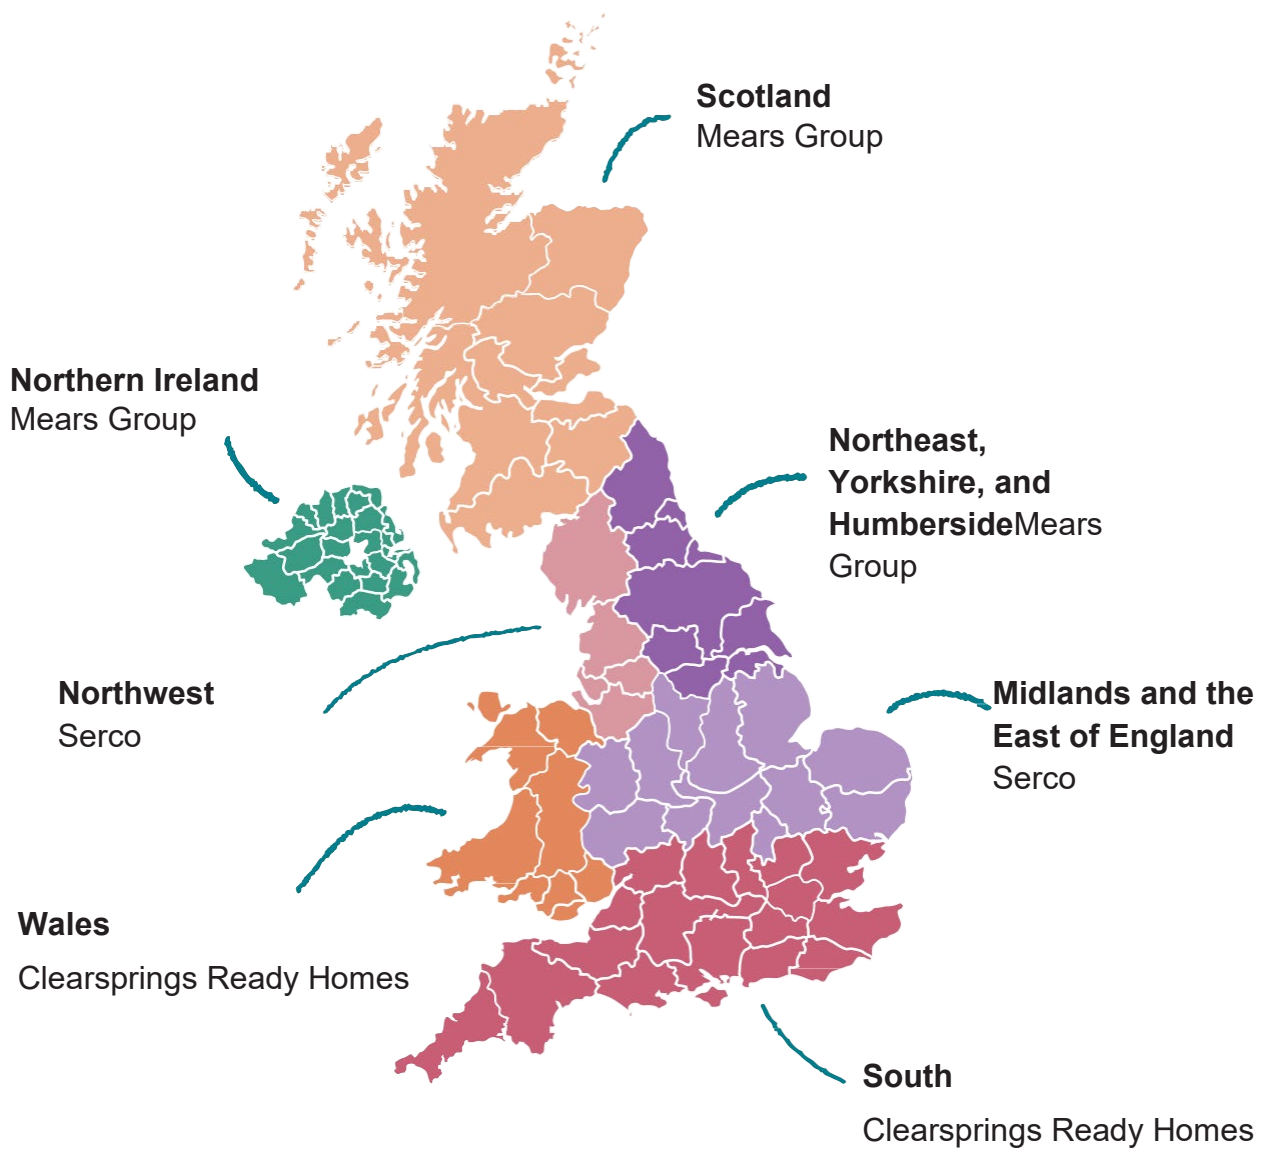 Scotland
Mears Group
Northern Ireland
Mears Group
Northeast,
Yorkshire, and
HumbersideMears
Group
Northwest
Serco
Midlands and the
East of England
Serco
Wales
Clearsprings Ready Homes
South
Clearsprings Ready Homes